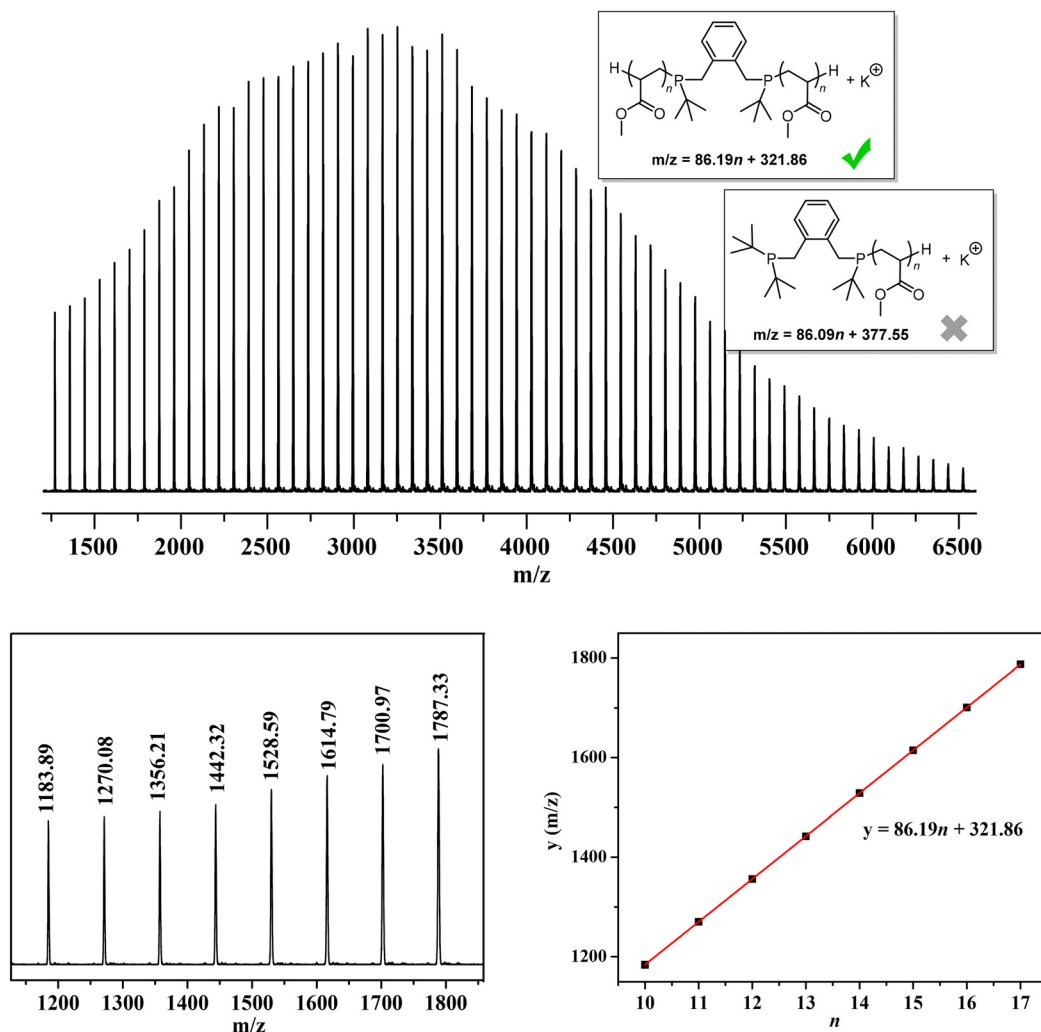 H
n
P
P
n
H
+ K⊕
O
O
O
O
m/z = 86.19n + 321.86
P
P
n
H
+ K⊕
O
O
m/z = 86.09n + 377.55
1500 2000 2500 3000 3500 4000 4500 5000 5500 6000 6500
m/z
1183.89
1270.08
1356.21
1442.32
1528.59
1614.79
1700.97
1787.33
1200 1300 1400 1500 1600 1700 1800
m/z
y (m/z)
1800
1600
1400
1200
y = 86.19n + 321.86
10 11 12 13 14 15 16 17
n